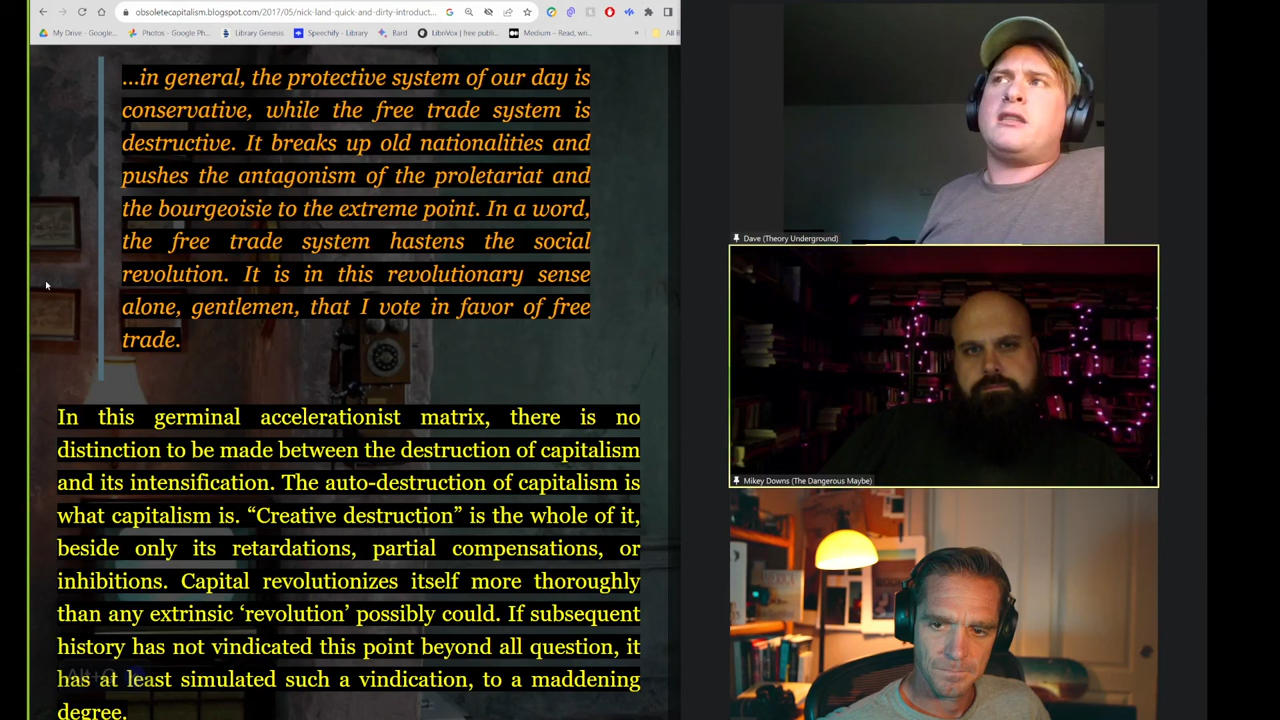 obsoletecapitalism.blogspot.com/2017/05/nick-land-quick-and-dirty-introduct...
My Drive - Google...
Photos - Google Ph...
Library Genesis
Speechify - Library
Bard
LibriVox | free publi...
Medium – Read, wri...
»
All B
...in general, the protective system of our day is
conservative, while the free trade system is
destructive. It breaks up old nationalities and
pushes the antagonism of the proletariat and
the bourgeoisie to the extreme point. In a word,
the free trade system hastens the social
revolution. It is in this revolutionary sense
alone, gentlemen, that I vote in favor of free
trade.
In this germinal accelerationist matrix, there is no
distinction to be made between the destruction of capitalism
and its intensification. The auto-destruction of capitalism is
what capitalism is. “Creative destruction” is the whole of it,
beside only its retardations, partial compensations, or
inhibitions. Capital revolutionizes itself more thoroughly
than any extrinsic ‘revolution’ possibly could. If subsequent
history has not vindicated this point beyond all question, it
has at least simulated such a vindication, to a maddening
degree.
Dave (Theory Underground)
Mikey Downs (The Dangerous Maybe)